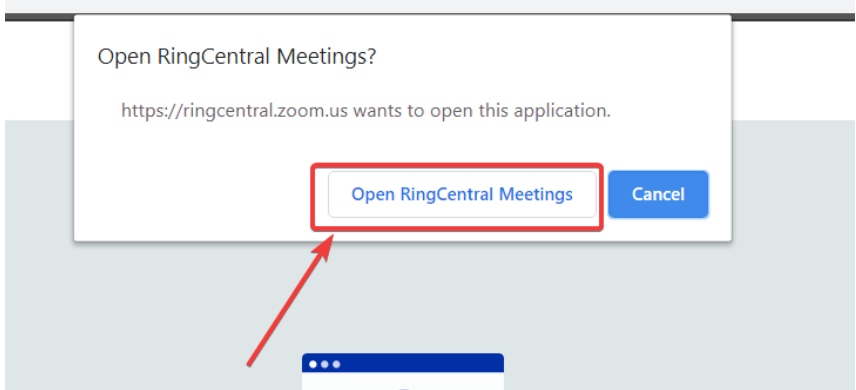 Open RingCentral Meetings?
https://ringcentral.zoom.us wants to open this application.
Open RingCentral Meetings Cancel